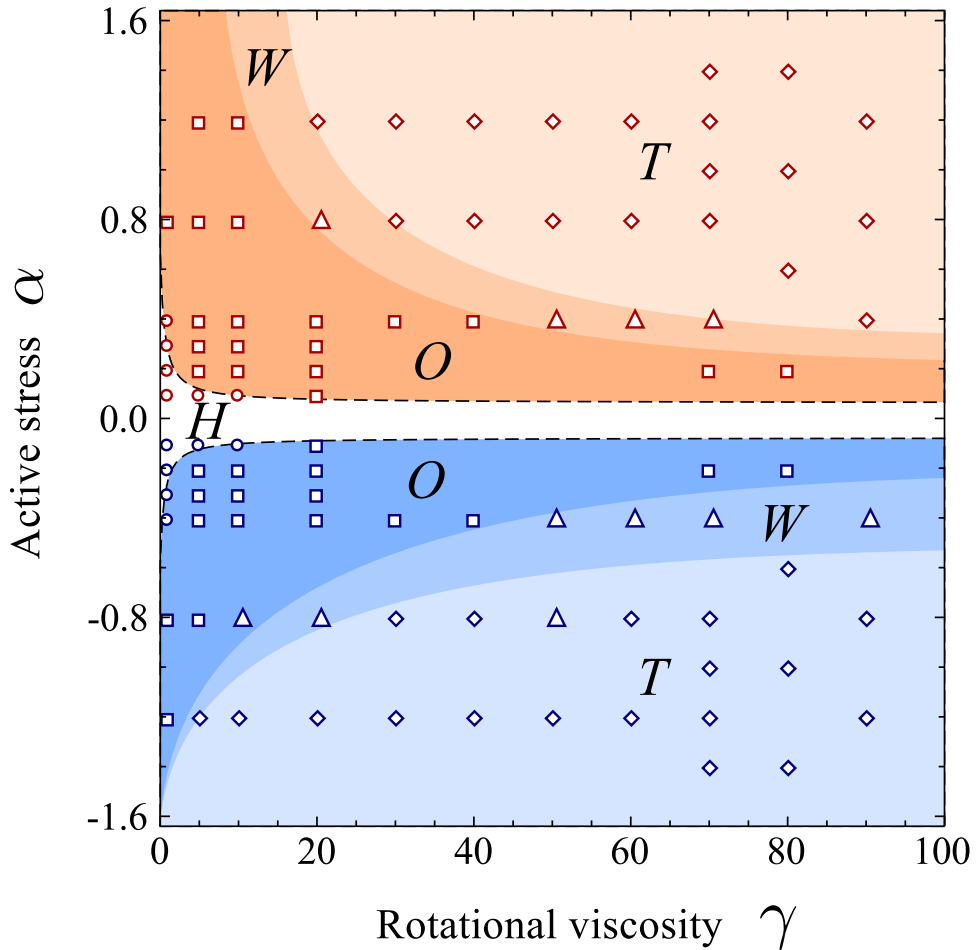 1.6
W
T
0.8
Active stress α
O
0.0
H
O
W
-0.8
T
-1.6
0 20 40 60 80 100
Rotational viscosity γ